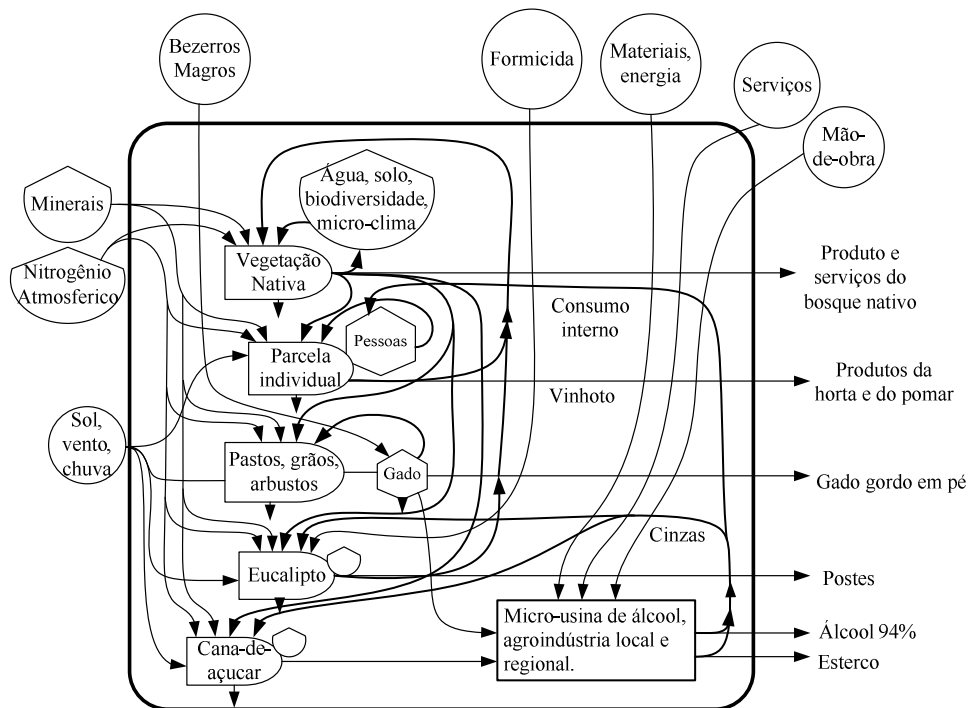 Bezerros
Magros
Formicida
Materiais,
energia
Serviços
Mão-
de-obra
Minerais
Água, solo,
biodiversidade,
micro-clima,
Nitrogênio
Atmosferico
Vegetação
Nativa
Produto e
serviços do
bosque nativo
Consumo
interno
Pessoas
Parcela
individual
Vinhoto
Produtos da
horta e do pomar
Sol,
vento,
chuva
Pastos, grãos,
arbustos
Gado
Gado gordo em pé
Cinzas
Eucalipto
Postes
Micro-usina de álcool,
agroindústria local e
regional.
Álcool 94%
Esterco
Cana-de-
açucar